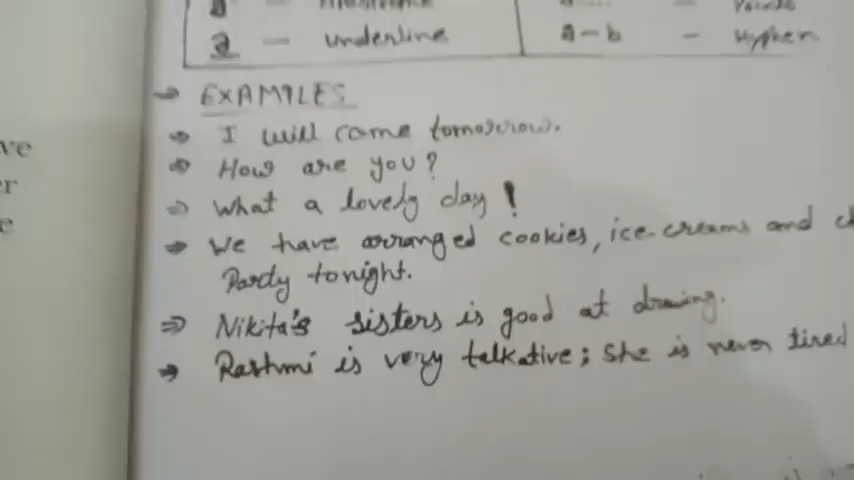 a - underline a-b - Hyphen
→ EXAMPLES
⇒ I will come tomorrow.
⇒ How are you?
⇒ What a lovely day!
⇒ We have arranged cookies, ice-creams and
Party tonight.
⇒ Nikita's sisters is good at drawing.
⇒ Rashmi is very talkative; She is never tired